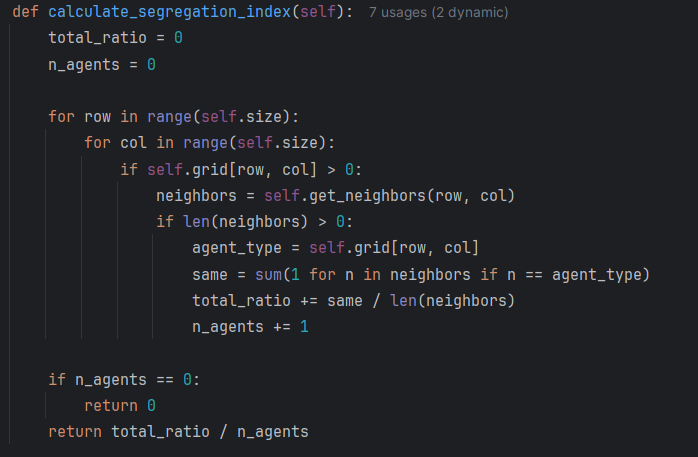 def calculate_segregation_index(self):  7 usages (2 dynamic)
    total_ratio = 0
    n_agents = 0

    for row in range(self.size):
        for col in range(self.size):
            if self.grid[row, col] > 0:
                neighbors = self.get_neighbors(row, col)
                if len(neighbors) > 0:
                    agent_type = self.grid[row, col]
                    same = sum(1 for n in neighbors if n == agent_type)
                    total_ratio += same / len(neighbors)
                    n_agents += 1

    if n_agents == 0:
        return 0
    return total_ratio / n_agents